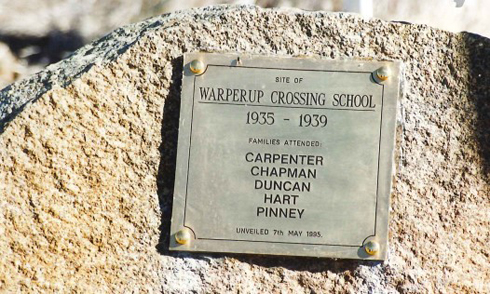 SITE OF
WARPERUP CROSSING SCHOOL
1935 - 1939
FAMILIES ATTENDED:
CARPENTER
CHAPMAN
DUNCAN
HART
PINNEY
UNVEILED 7th MAY 1995.